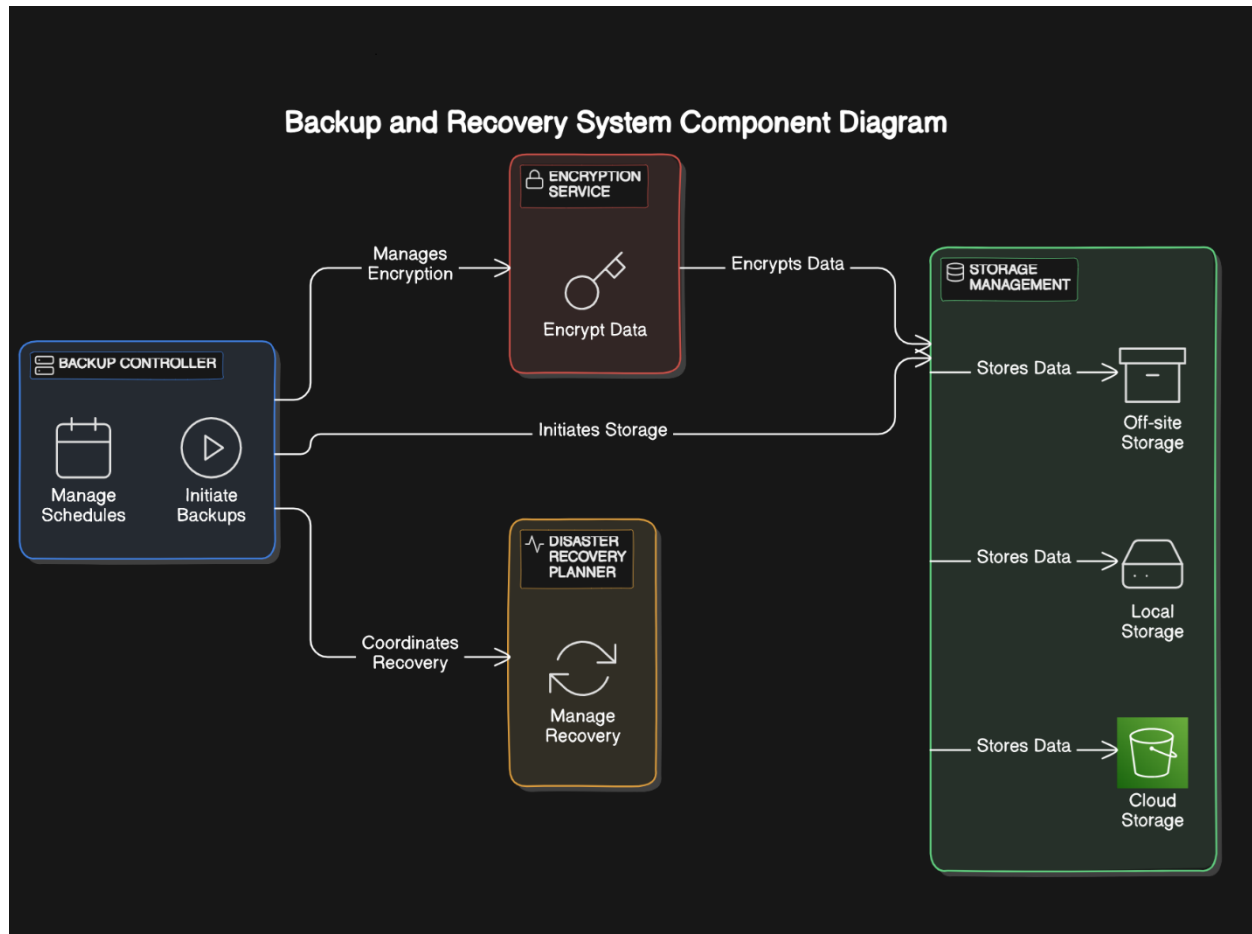 Backup and Recovery System Component Diagram
ENCRYPTION
SERVICE
Manages
Encryption
Encrypts Data
Encrypt Data
STORAGE
MANAGEMENT
BACKUP CONTROLLER
Manage
Schedules
Initiate
Backups
Initiates Storage
Stores Data
Off-site
Storage
DISASTER
RECOVERY
PLANNER
Coordinates
Recovery
Manage
Recovery
Stores Data
Local
Storage
Stores Data
Cloud
Storage